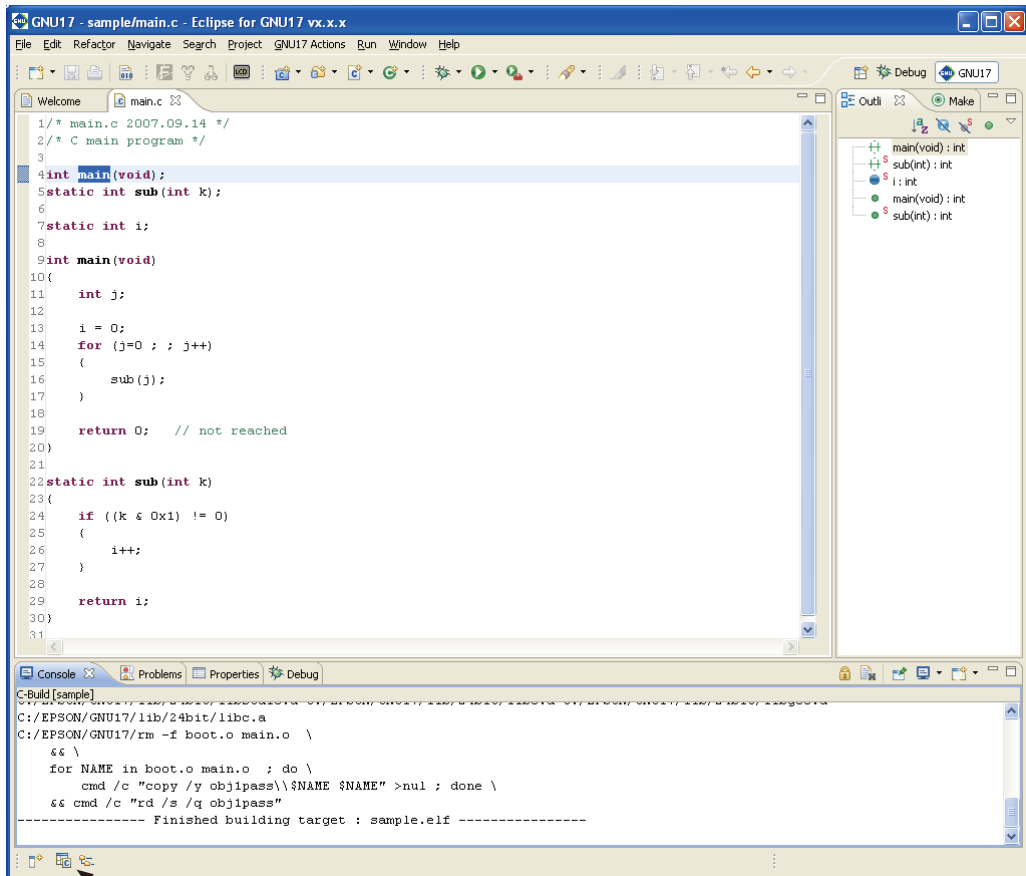 GNU17 - sample/main.c - Eclipse for GNU17 vx.x.x
File Edit Refactor Navigate Search Project GNU17 Actions Run Window Help
Debug GNU17
Welcome main.c
1/* main.c 2007.09.14 */
2/* C main program */
3
4int main(void);
5static int sub(int k);
6
7static int i;
8
9int main(void)
10{
11 int j;
12
13 i = 0;
14 for (j=0 ; ; j++)
15 {
16 sub(j);
17 }
18
19 return 0; // not reached
20}
21
22static int sub(int k)
23{
24 if ((k & 0x1) != 0)
25 {
26 i++;
27 }
28
29 return i;
30}
31
Outli Make
main(void) : int
S sub(int) : int
S i : int
main(void) : int
S sub(int) : int
Console Problems Properties Debug
C-Build [sample]
C:/EPSON/GNU17/lib/24bit/libc.a
C:/EPSON/GNU17/rm -f boot.o main.o \
&& \
for NAME in boot.o main.o ; do \
cmd /c "copy /y obj1pass\\$NAME $NAME" >nul ; done \
&& cmd /c "rd /s /q obj1pass"
---------------- Finished building target : sample.elf ----------------